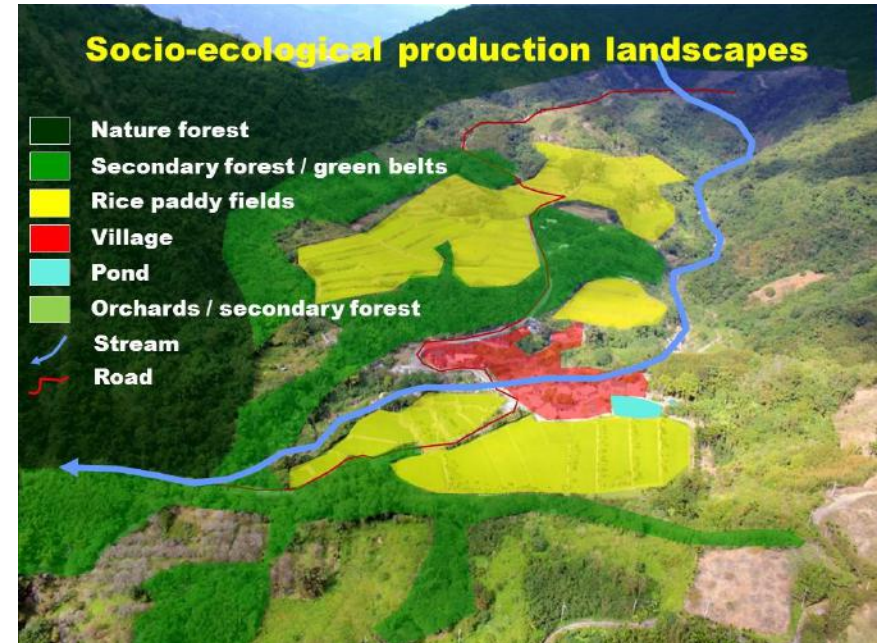 Socio-ecological production landscapes
Nature forest
Secondary forest / green belts
Rice paddy fields
Village
Pond
Orchards / secondary forest
Stream
Road